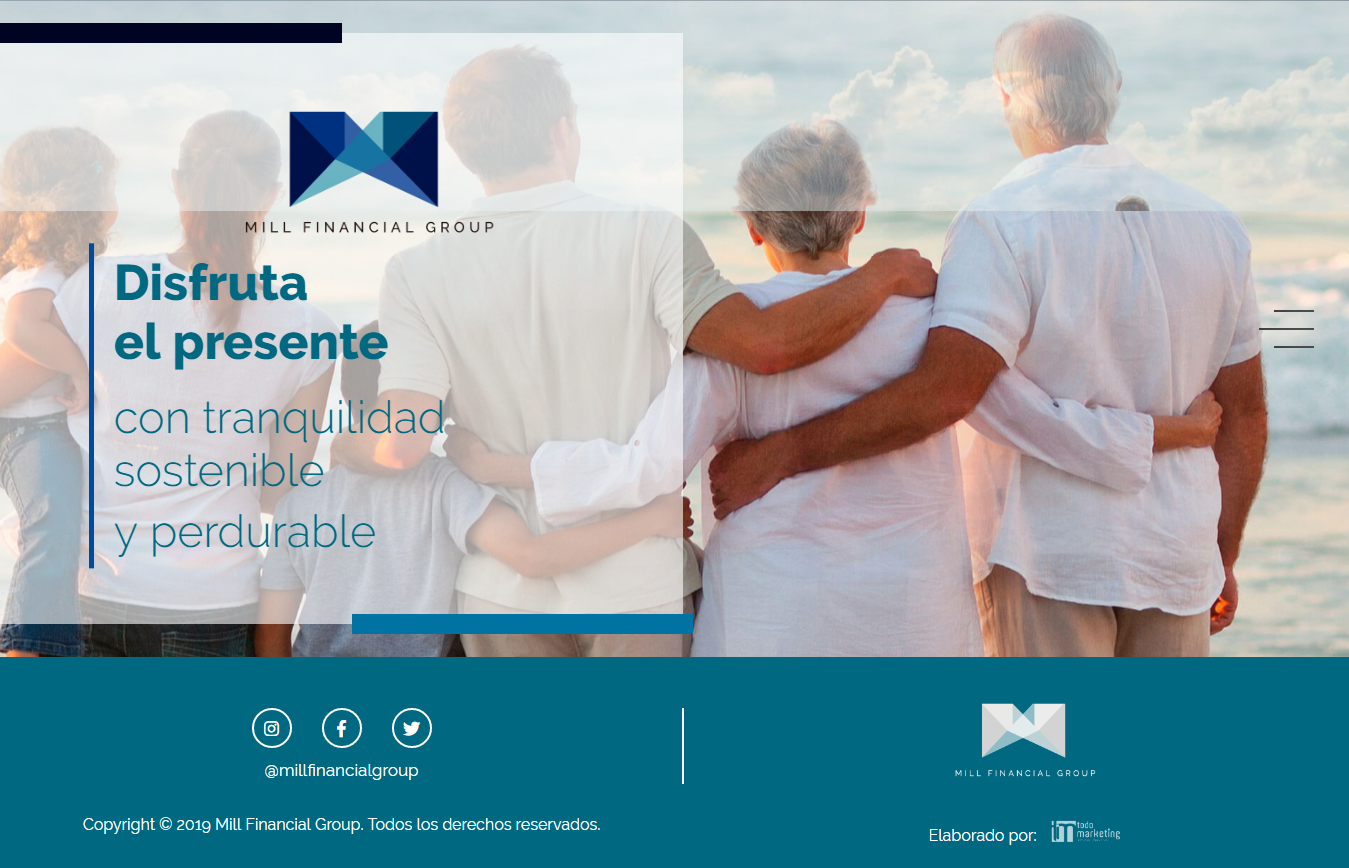 MILL FINANCIAL GROUP
Disfruta
el presente
con tranquilidad
sostenible
y perdurable
@millfinancialgroup
MILL FINANCIAL GROUP
Copyright © 2019 Mill Financial Group. Todos los derechos reservados.
Elaborado por:
todo
marketing